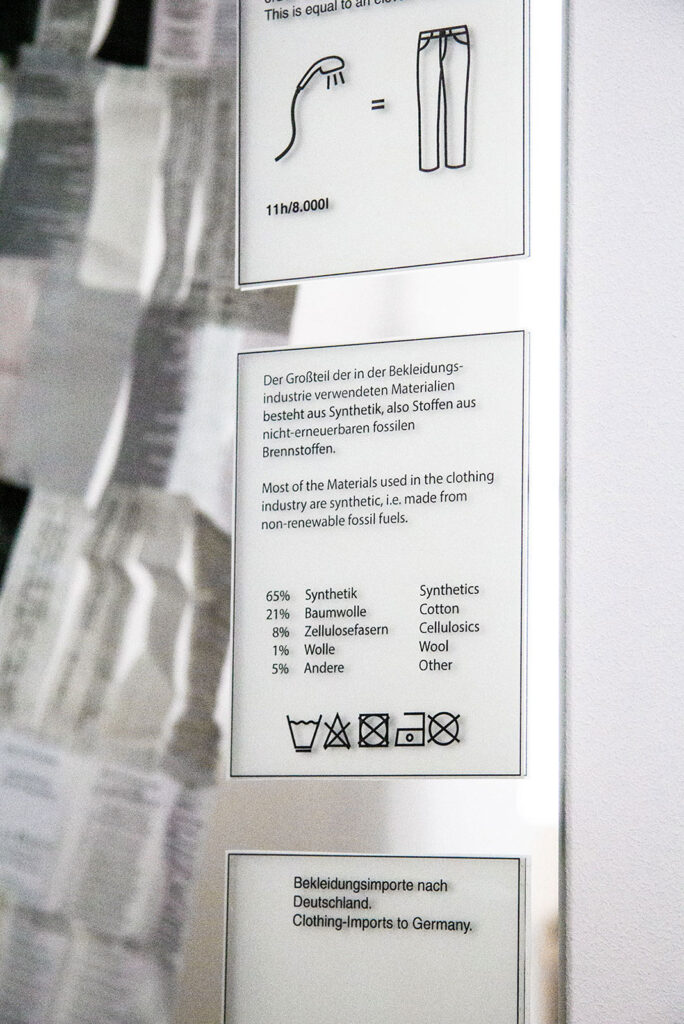 This is equal to an
=
11h/8.000l
Der Großteil der in der Bekleidungs-
industrie verwendeten Materialien
besteht aus Synthetik, also Stoffen aus
nicht-erneuerbaren fossilen
Brennstoffen.
Most of the Materials used in the clothing
industry are synthetic, i.e. made from
non-renewable fossil fuels.
65% Synthetik Synthetics
21% Baumwolle Cotton
8% Zellulosefasern Cellulosics
1% Wolle Wool
5% Andere Other
Bekleidungsimporte nach
Deutschland.
Clothing-Imports to Germany.